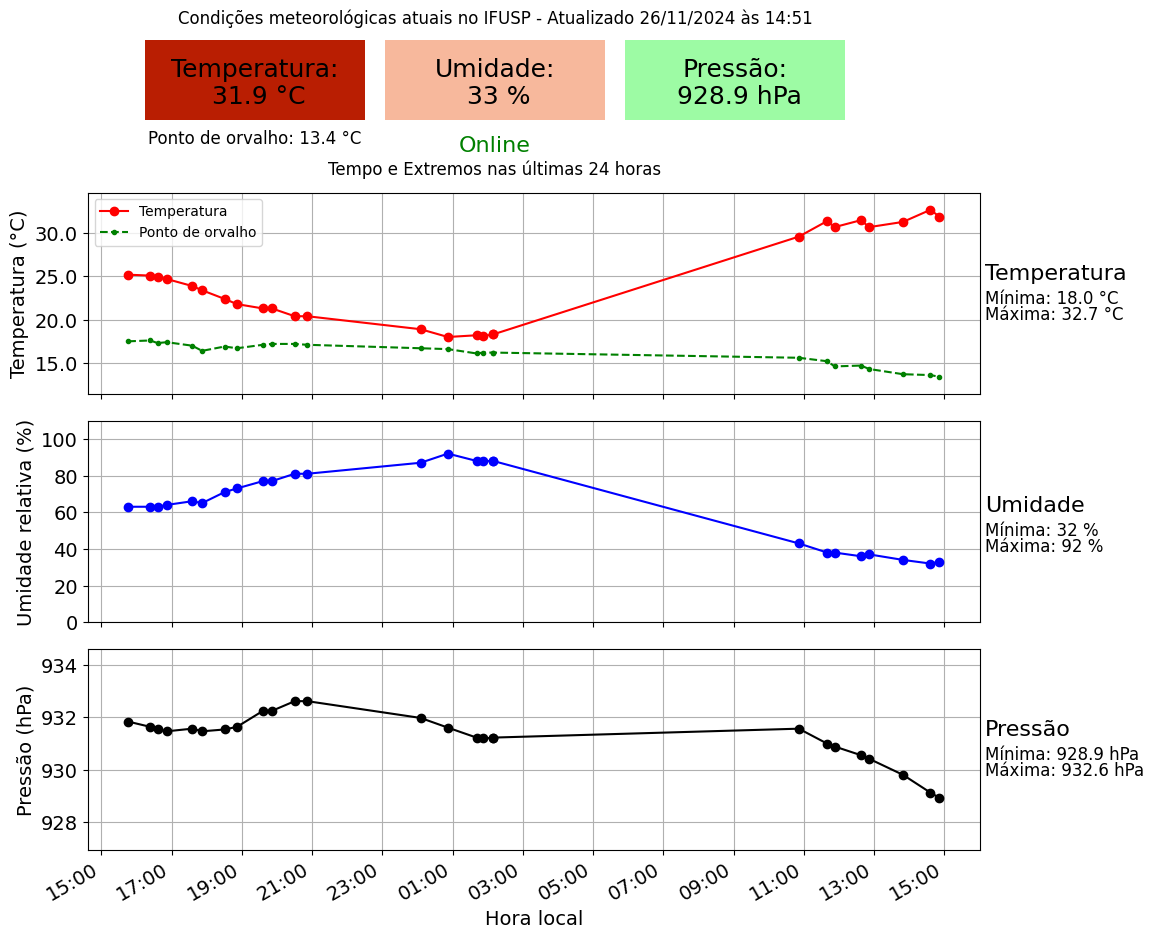 Condições meteorológicas atuais no IFUSP - Atualizado 26/11/2024 às 14:51
Temperatura:
31.9 °C
Umidade:
33 %
Pressão:
928.9 hPa
Ponto de orvalho: 13.4 °C
Online
Tempo e Extremos nas últimas 24 horas
Temperatura (°C)
30.0
25.0
20.0
15.0
Temperatura
Ponto de orvalho
Temperatura
Mínima: 18.0 °C
Máxima: 32.7 °C
Umidade relativa (%)
100
80
60
40
20
0
Umidade
Mínima: 32 %
Máxima: 92 %
Pressão (hPa)
934
932
930
928
Pressão
Mínima: 928.9 hPa
Máxima: 932.6 hPa
15:00 17:00 19:00 21:00 23:00 01:00 03:00 05:00 07:00 09:00 11:00 13:00 15:00
Hora local